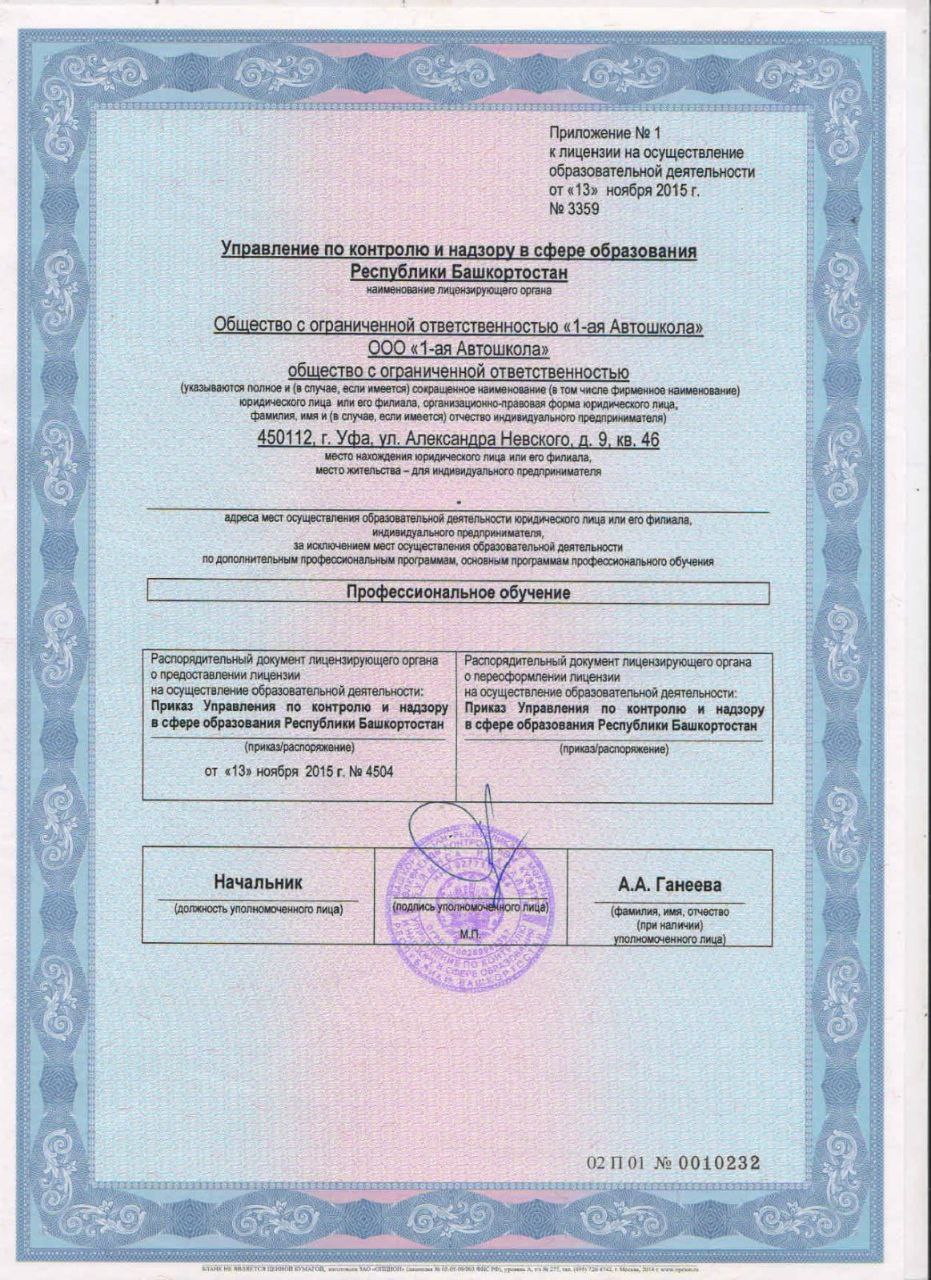 Приложение № 1
к лицензии на осуществление
образовательной деятельности
от «13» ноября 2015 г.
№ 3359
Управление по контролю и надзору в сфере образования
Республики Башкортостан
наименование лицензирующего органа
Общество с ограниченной ответственностью «1-ая Автошкола»
ООО «1-ая Автошкола»
общество с ограниченной ответственностью
(указываются полное и (в случае, если имеется) сокращенное наименование (в том числе фирменное наименование)
юридического лица или его филиала, организационно-правовая форма юридического лица,
фамилия, имя и (в случае, если имеется) отчество индивидуального предпринимателя)
450112, г. Уфа, ул. Александра Невского, д. 9, кв. 46
место нахождения юридического лица или его филиала,
место жительства – для индивидуального предпринимателя
адреса мест осуществления образовательной деятельности юридического лица или его филиала,
индивидуального предпринимателя,
за исключением мест осуществления образовательной деятельности
по дополнительным профессиональным программам, основным программам профессионального обучения
Профессиональное обучение
Распорядительный документ лицензирующего органа
о предоставлении лицензии
на осуществление образовательной деятельности:
Приказ Управления по контролю и надзору
в сфере образования Республики Башкортостан
(приказ/распоряжение)
от «13» ноября 2015 г. № 4504
Распорядительный документ лицензирующего органа
о переоформлении лицензии
на осуществление образовательной деятельности:
Приказ Управления по контролю и надзору
в сфере образования Республики Башкортостан
(приказ/распоряжение)
Начальник
(должность уполномоченного лица)
(подпись уполномоченного лица)
М.П.
А.А. Ганеева
(фамилия, имя, отчество
(при наличии)
уполномоченного лица)
02 П 01 № 0010232
БЛАНК НЕ ЯВЛЯЕТСЯ ЦЕННОЙ БУМАГОЙ,